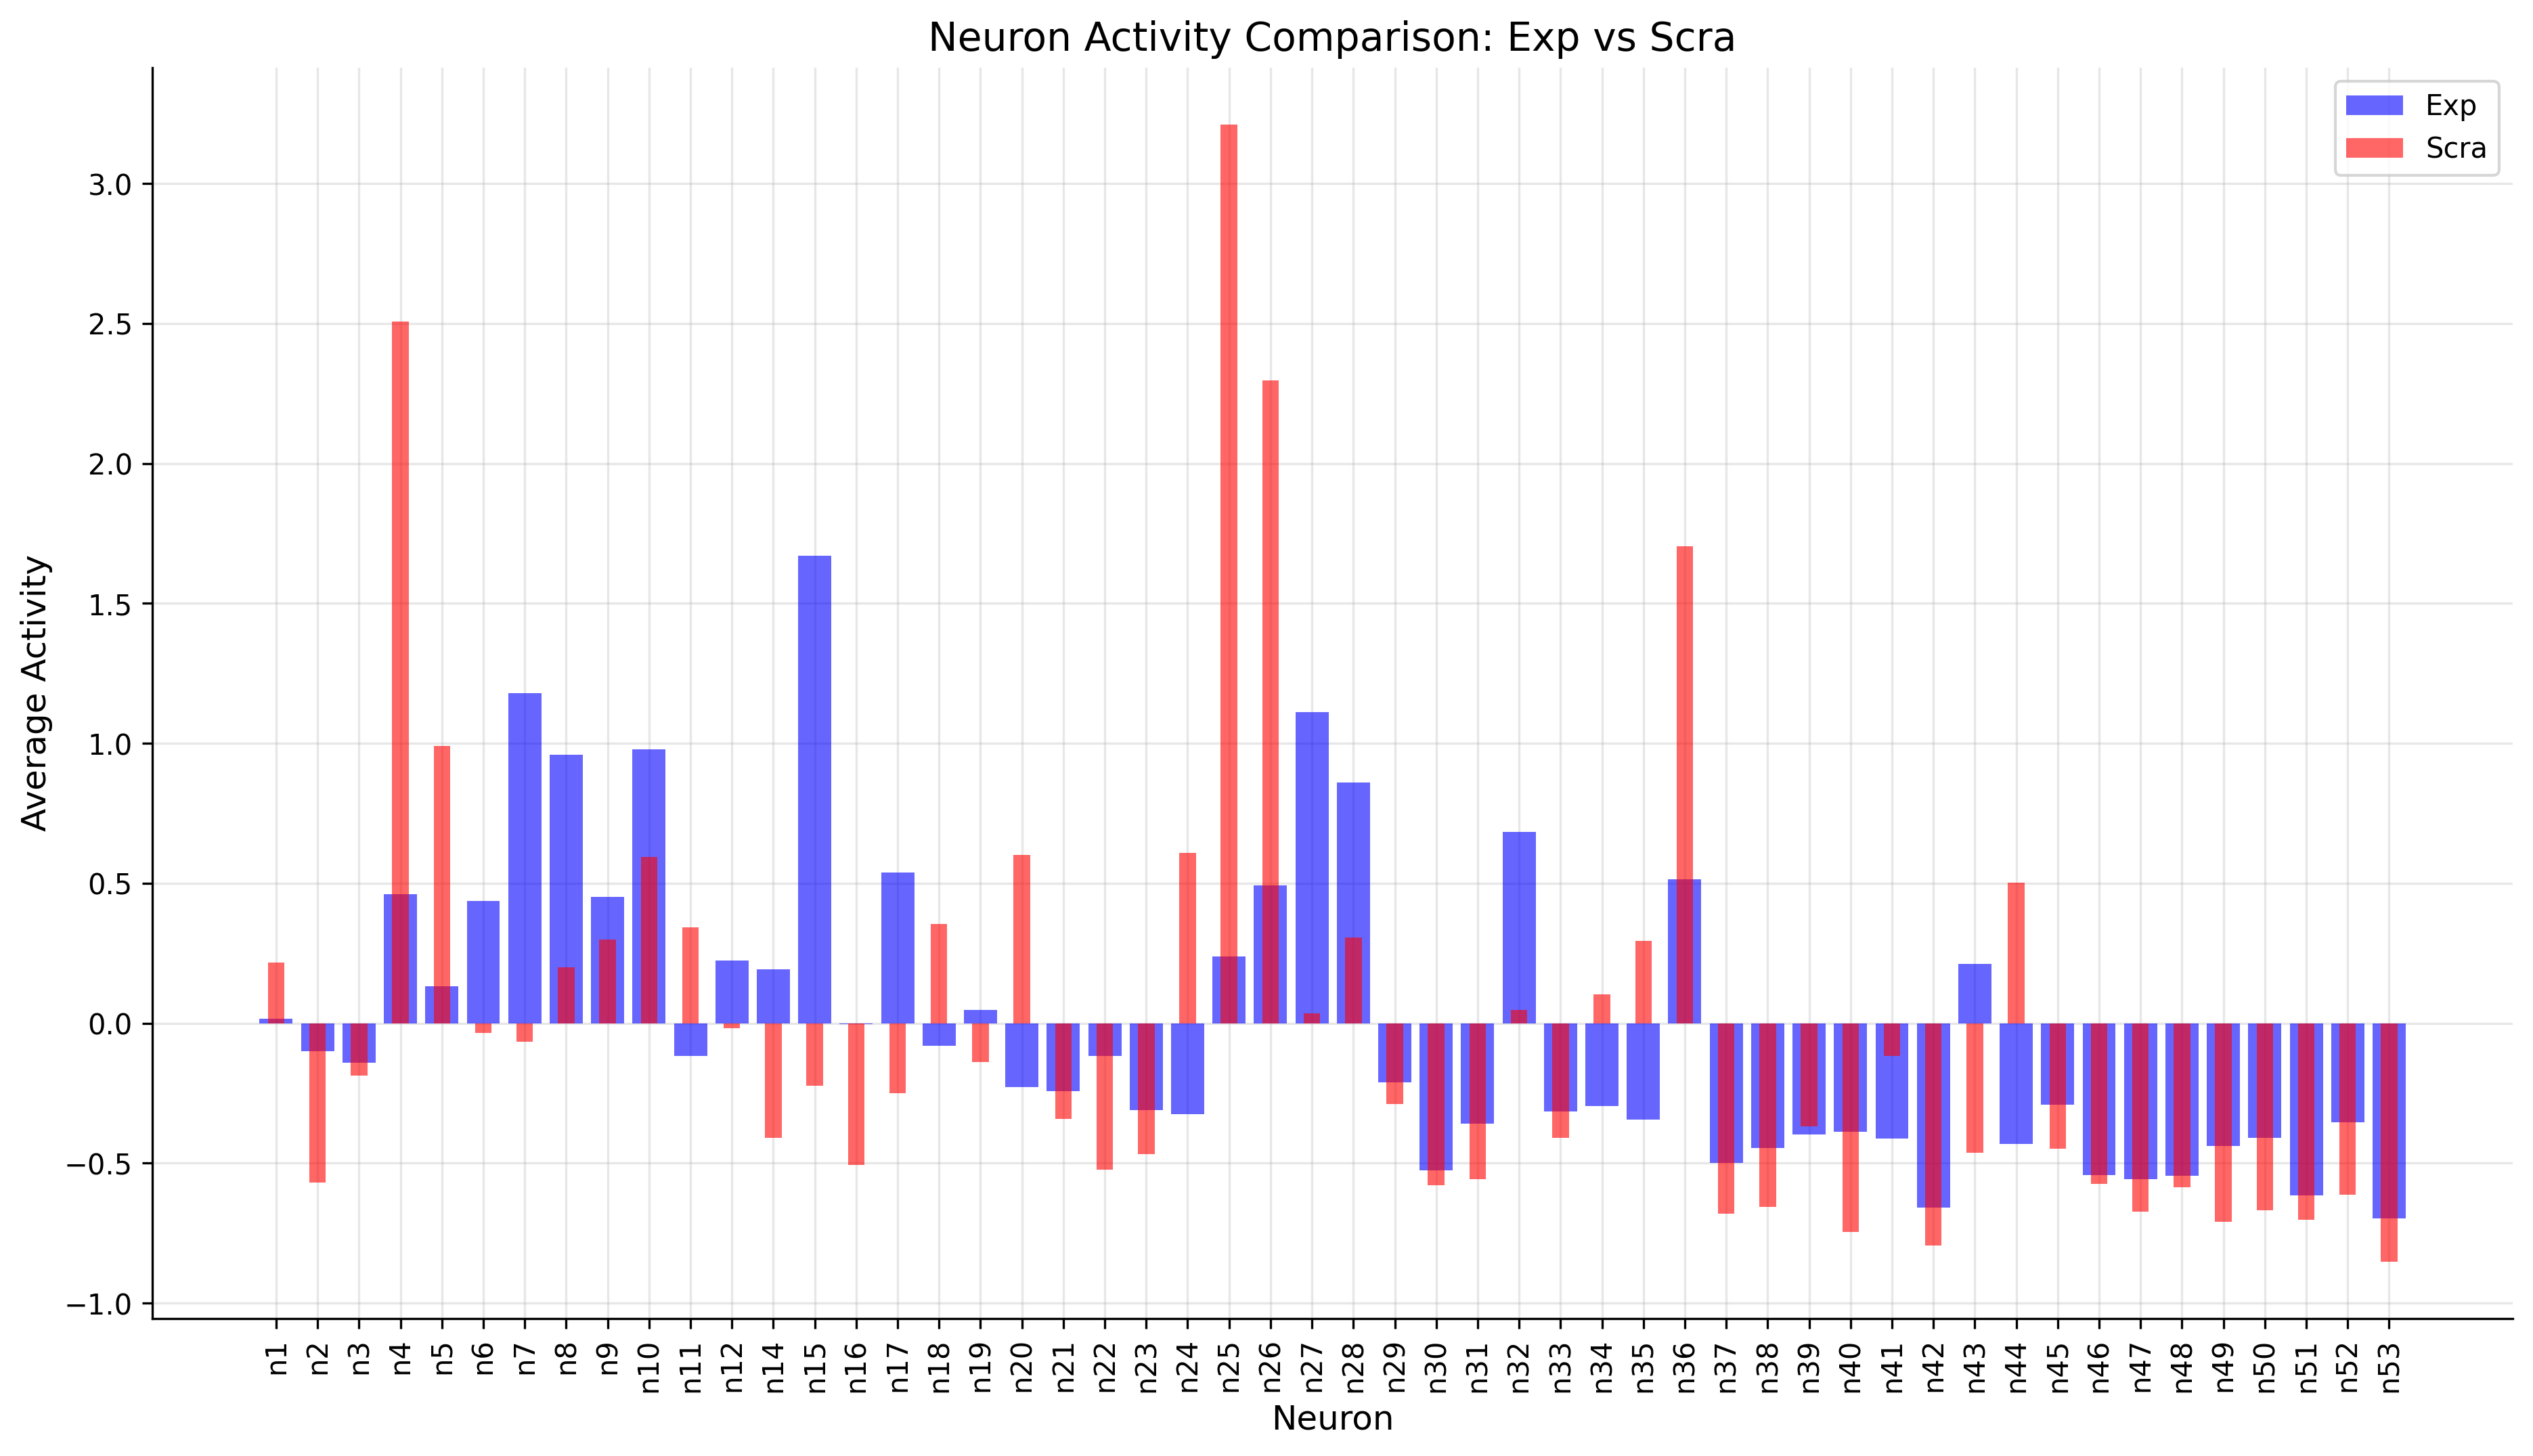 Neuron Activity Comparison: Exp vs Scra
Exp
Scra
Average Activity
3.0
2.5
2.0
1.5
1.0
0.5
0.0
−0.5
−1.0
n1 n2 n3 n4 n5 n6 n7 n8 n9 n10 n11 n12 n14 n15 n16 n17 n18 n19 n20 n21 n22 n23 n24 n25 n26 n27 n28 n29 n30 n31 n32 n33 n34 n35 n36 n37 n38 n39 n40 n41 n42 n43 n44 n45 n46 n47 n48 n49 n50 n51 n52 n53
Neuron